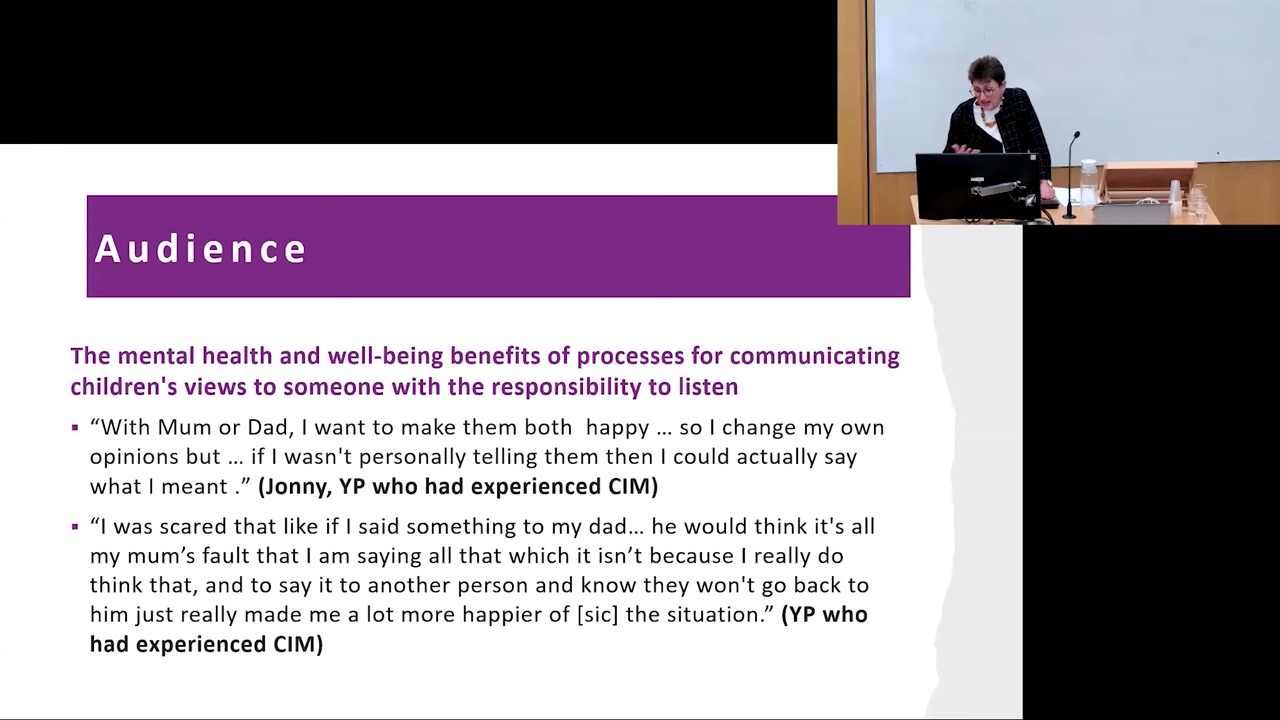 Audience
The mental health and well-being benefits of processes for communicating
children's views to someone with the responsibility to listen
▪ “With Mum or Dad, I want to make them both  happy … so I change my own
opinions but … if I wasn't personally telling them then I could actually say
what I meant .” (Jonny, YP who had experienced CIM)
▪ “I was scared that like if I said something to my dad… he would think it's all
my mum’s fault that I am saying all that which it isn’t because I really do
think that, and to say it to another person and know they won't go back to
him just really made me a lot more happier of [sic] the situation.” (YP who
had experienced CIM)